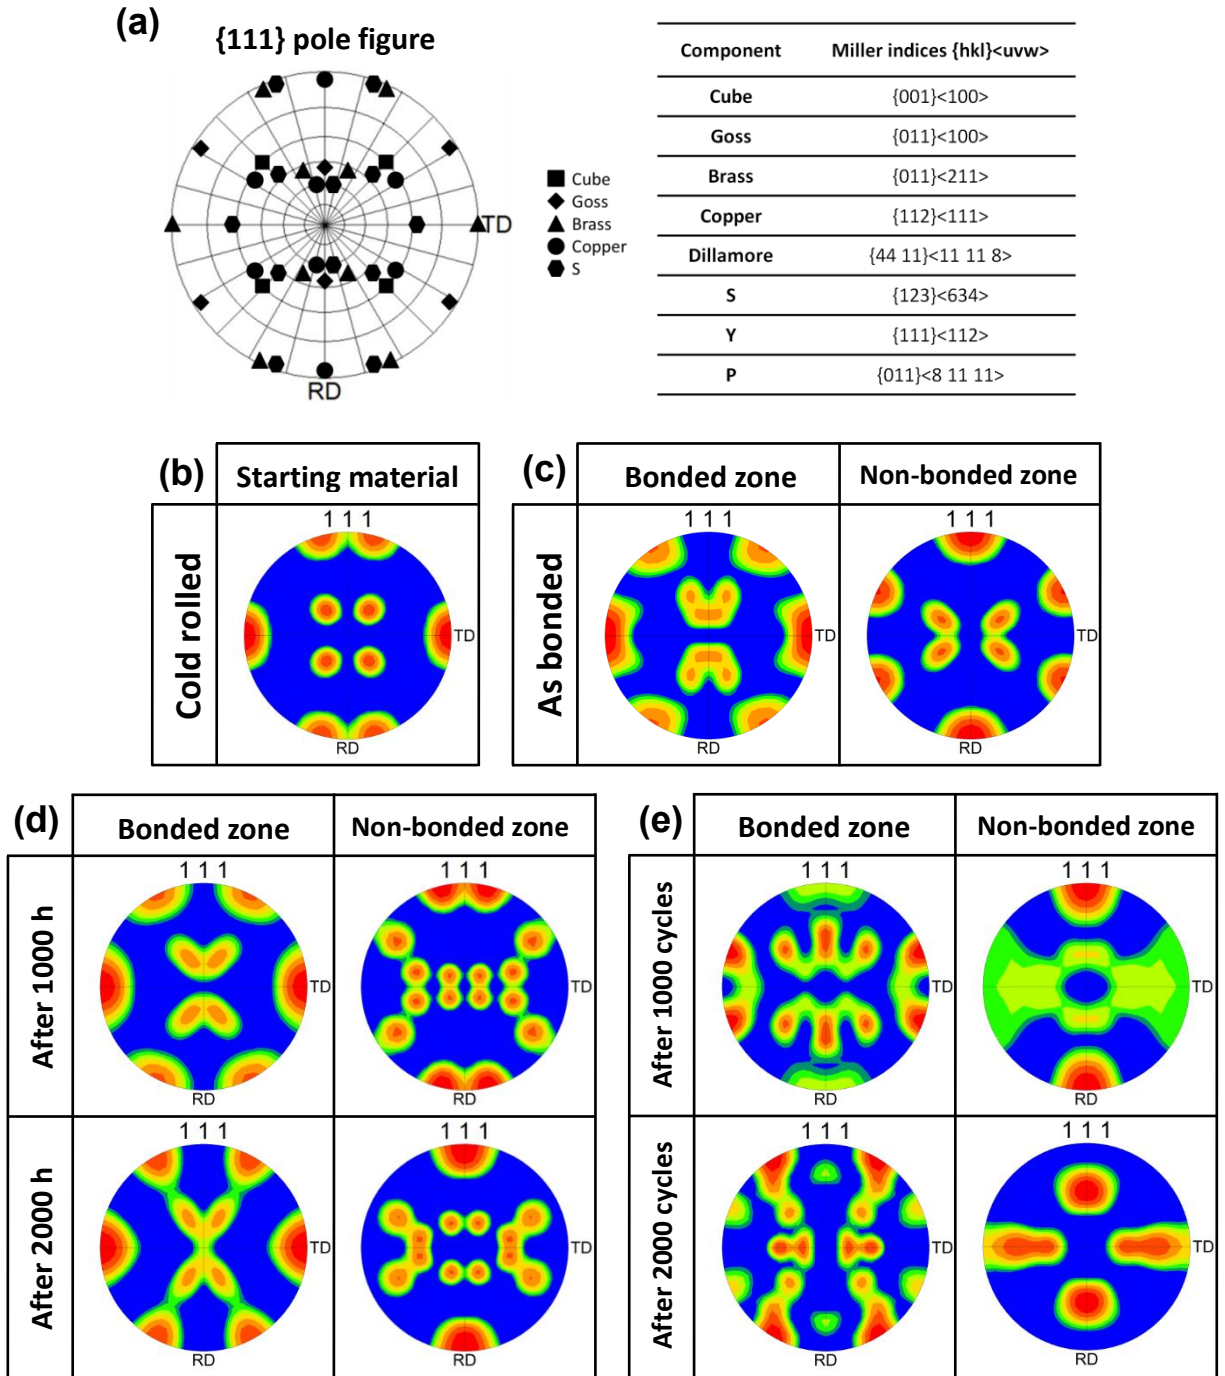 (a)
{111} pole figure
TD
RD
Cube
Goss
Brass
Copper
S
Component Miller indices {hkl}<uvw>
Cube {001}<100>
Goss {011}<100>
Brass {011}<211>
Copper {112}<111>
Dillamore {44 11}<11 11 8>
S {123}<634>
Y {111}<112>
P {011}<8 11 11>
(b)
Starting material
Cold rolled
1 1 1
TD
RD
(c)
Bonded zone Non-bonded zone
As bonded
1 1 1 1 1 1
TD TD
RD RD
(d)
Bonded zone Non-bonded zone
After 1000 h
1 1 1 1 1 1
TD TD
RD RD
After 2000 h
1 1 1 1 1 1
TD TD
RD RD
(e)
Bonded zone Non-bonded zone
After 1000 cycles
1 1 1 1 1 1
TD TD
RD RD
After 2000 cycles
1 1 1 1 1 1
TD TD
RD RD